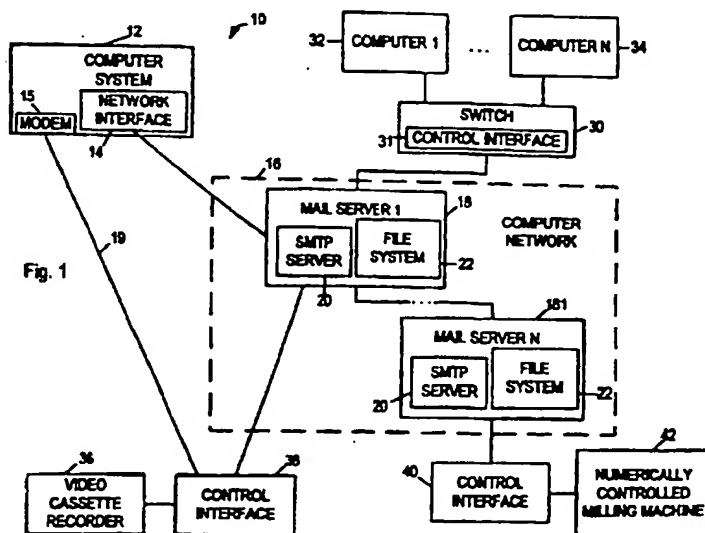 12
10
COMPUTER
SYSTEM
15
NETWORK
INTERFACE
MODEM
14
32
COMPUTER 1
...
COMPUTER N
34
SWITCH
31
CONTROL INTERFACE
30
16
MAIL SERVER 1
18
SMTP
SERVER
FILE
SYSTEM
20
22
COMPUTER
NETWORK
19
Fig. 1
181
MAIL SERVER N
SMTP
SERVER
FILE
SYSTEM
20
22
36
VIDEO
CASSETTE
RECORDER
38
CONTROL
INTERFACE
40
CONTROL
INTERFACE
42
NUMERICALLY
CONTROLLED
MILLING MACHINE